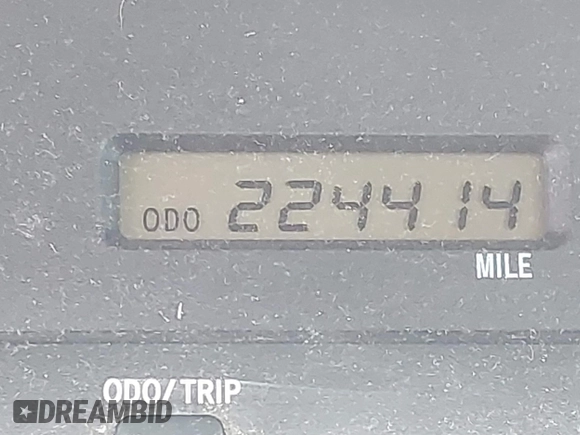 ODO 224414
MILE
ODO/TRIP
DREAMBID